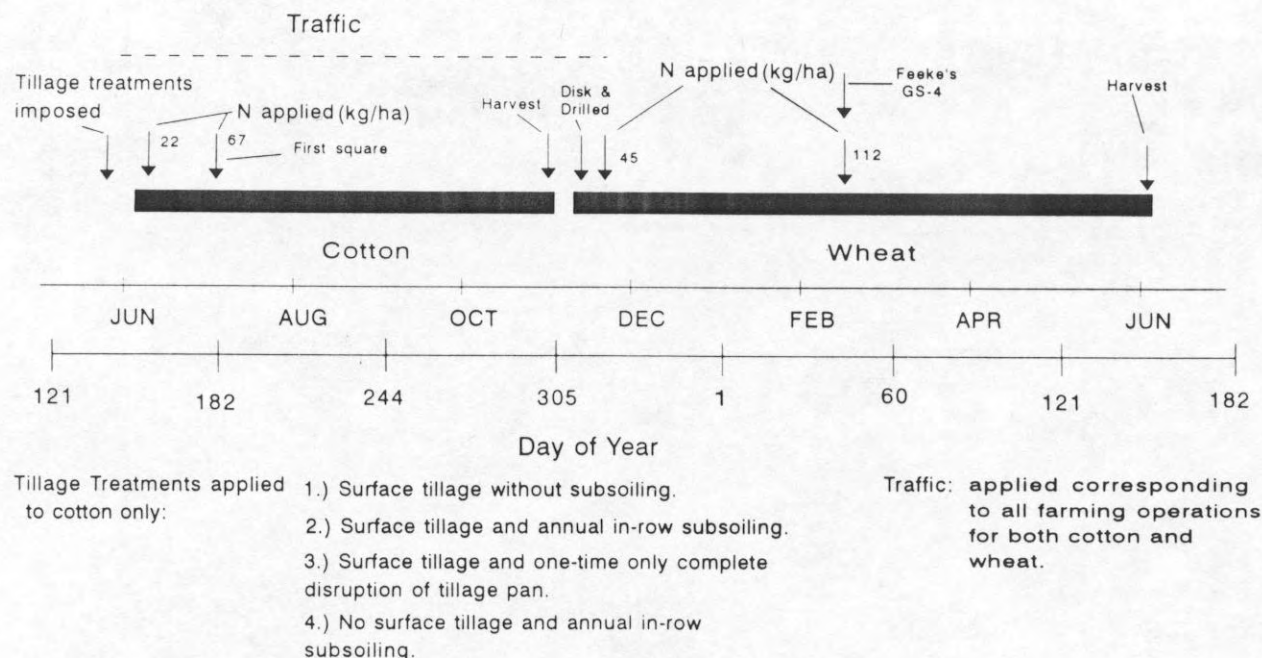 Traffic
Tillage treatments
imposed
N applied (kg/ha)
22
67
First square
Harvest
Disk &
Drilled
45
N applied (kg/ha)
Feeke's
GS-4
112
Harvest
Cotton
Wheat
JUN AUG OCT DEC FEB APR JUN
121 182 244 305 1 60 121 182
Day of Year
Tillage Treatments applied
to cotton only:
1.) Surface tillage without subsoiling.
2.) Surface tillage and annual in-row subsoiling.
3.) Surface tillage and one-time only complete
disruption of tillage pan.
4.) No surface tillage and annual in-row
subsoiling.
Traffic: applied corresponding
to all farming operations
for both cotton and
wheat.